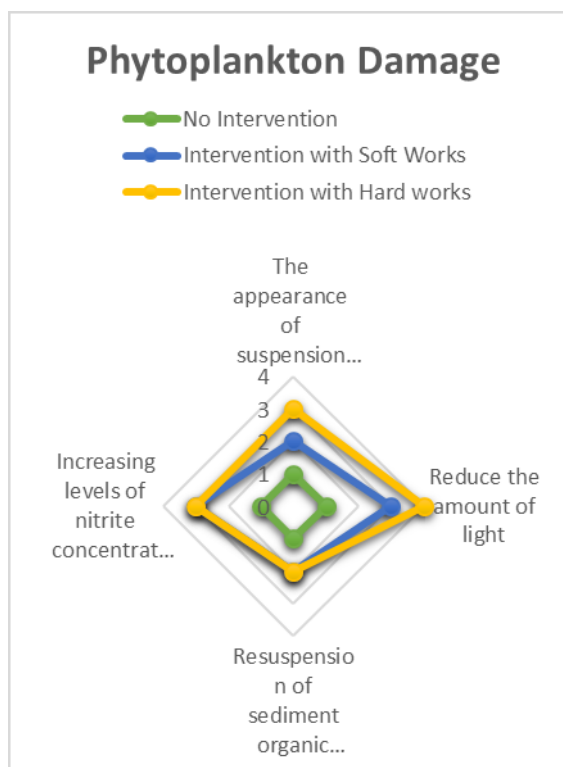 Phytoplankton Damage
No Intervention
Intervention with Soft Works
Intervention with Hard works
The
appearance
of
suspension...
4
3
2
1
0
Reduce the
amount of
light
Increasing
levels of
nitrite
concentrat...
Resuspensio
n of
sediment
organic...